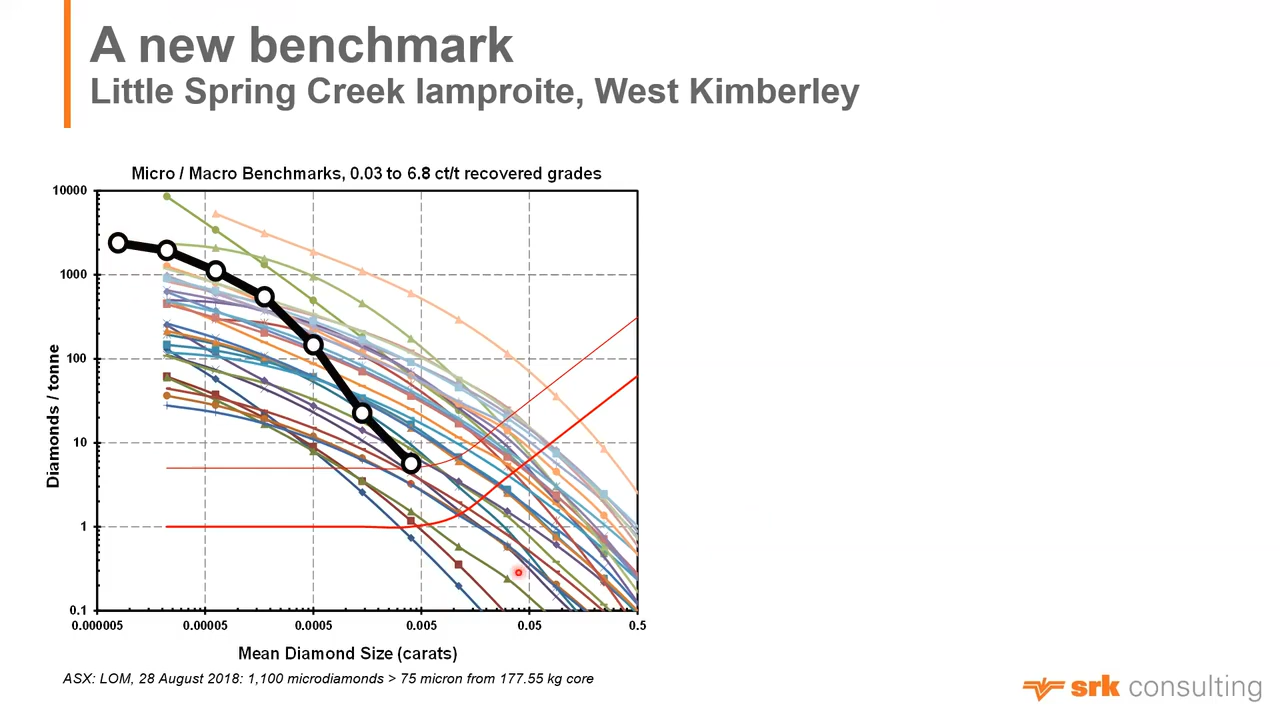 A new benchmark
Little Spring Creek lamproite, West Kimberley
Micro / Macro Benchmarks, 0.03 to 6.8 ct/t recovered grades
10000
1000
100
10
1
0.1
Diamonds / tonne
0.000005 0.00005 0.0005 0.005 0.05 0.5
Mean Diamond Size (carats)
ASX: LOM, 28 August 2018: 1,100 microdiamonds > 75 micron from 177.55 kg core
srk consulting